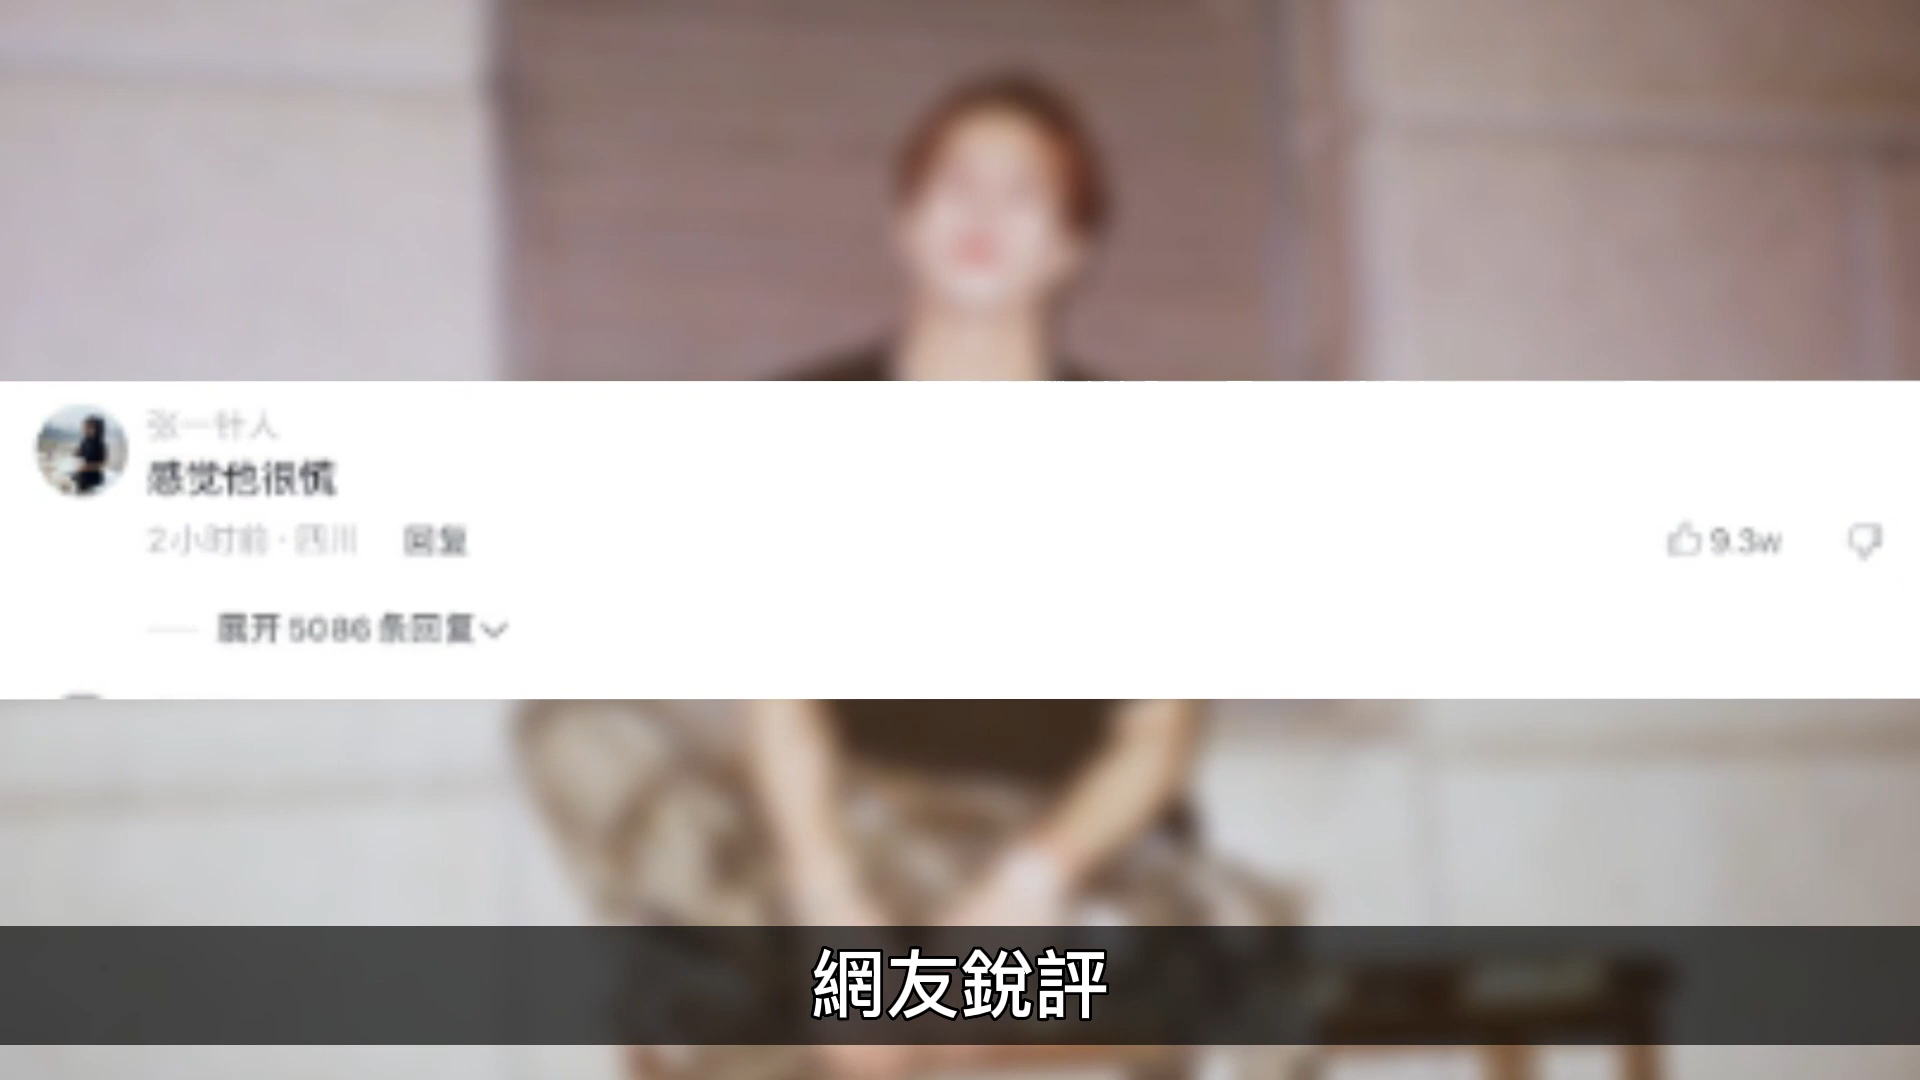 张一针人
感觉他很慌
2小时前·四川 回复
9.3w
展开5086条回复
網友銳評